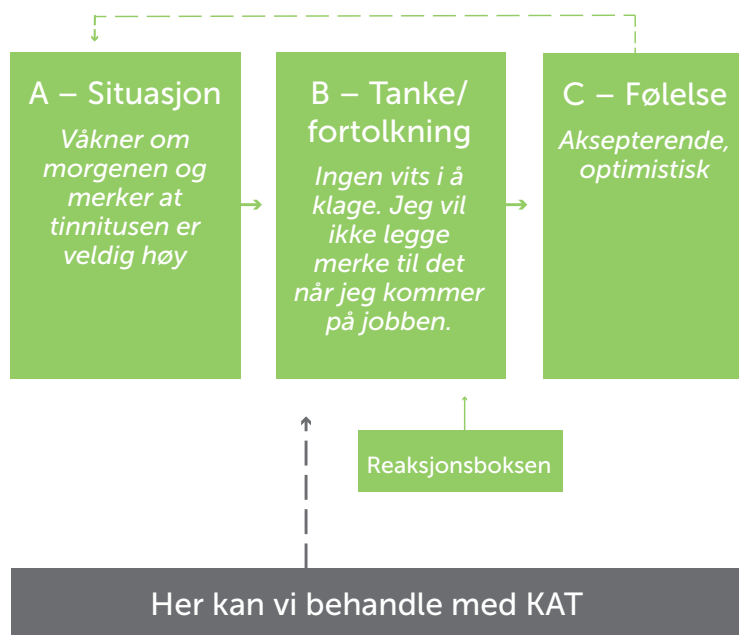 A – Situasjon
Våkner om
morgenen og
merker at
tinnitusen er
veldig høy
B – Tanke/
fortolkning
Ingen vits i å
klage. Jeg vil
ikke legge
merke til det
når jeg kommer
på jobben.
C – Følelse
Aksepterende,
optimistisk
Reaksjonsboksen
Her kan vi behandle med KAT